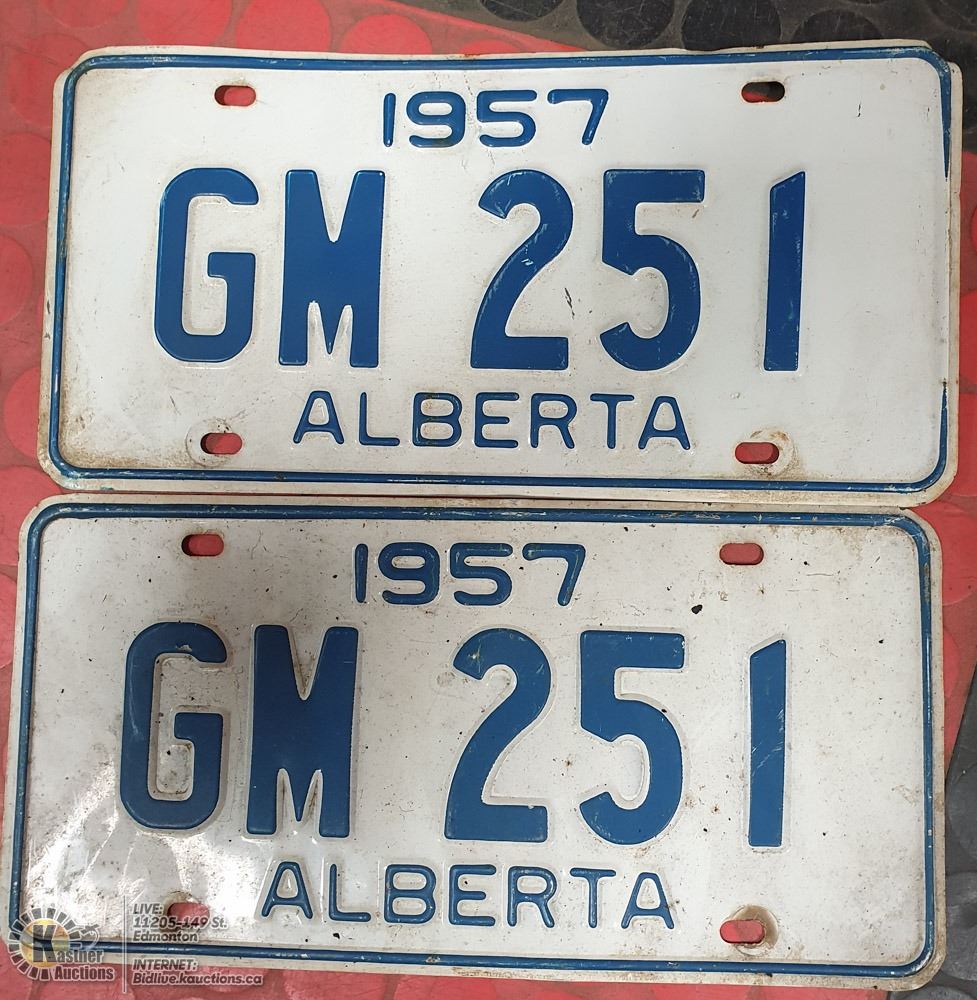 1957
GM 251
ALBERTA
1957
GM 251
ALBERTA
Kastner
Auctions
LIVE:
11205-149 St.
Edmonton
INTERNET:
Bidlive.kauctions.ca